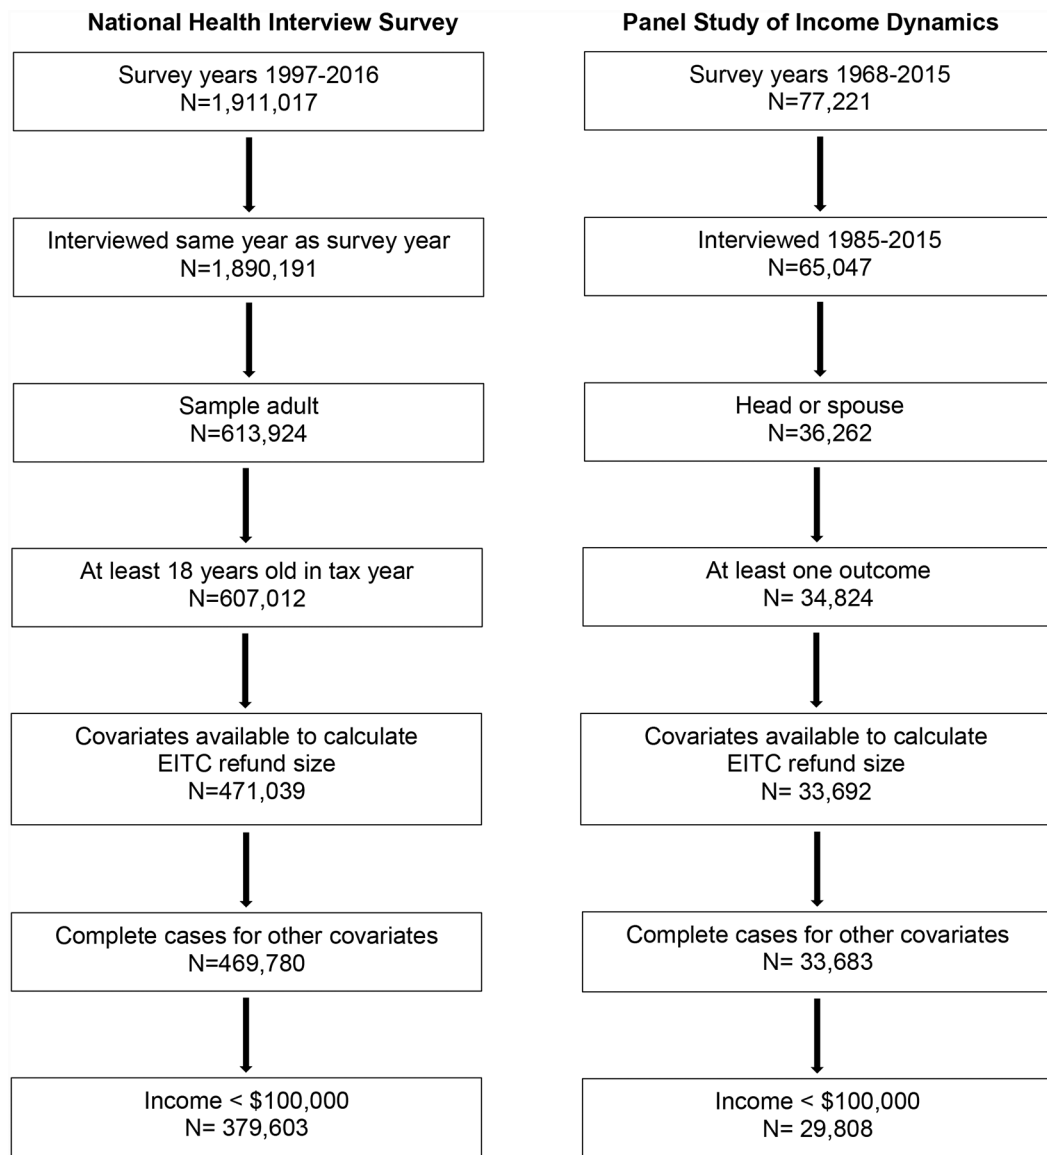 National Health Interview Survey
Survey years 1997-2016
N=1,911,017
Interviewed same year as survey year
N=1,890,191
Sample adult
N=613,924
At least 18 years old in tax year
N=607,012
Covariates available to calculate
EITC refund size
N=471,039
Complete cases for other covariates
N=469,780
Income < $100,000
N= 379,603
Panel Study of Income Dynamics
Survey years 1968-2015
N=77,221
Interviewed 1985-2015
N=65,047
Head or spouse
N=36,262
At least one outcome
N= 34,824
Covariates available to calculate
EITC refund size
N= 33,692
Complete cases for other covariates
N= 33,683
Income < $100,000
N= 29,808